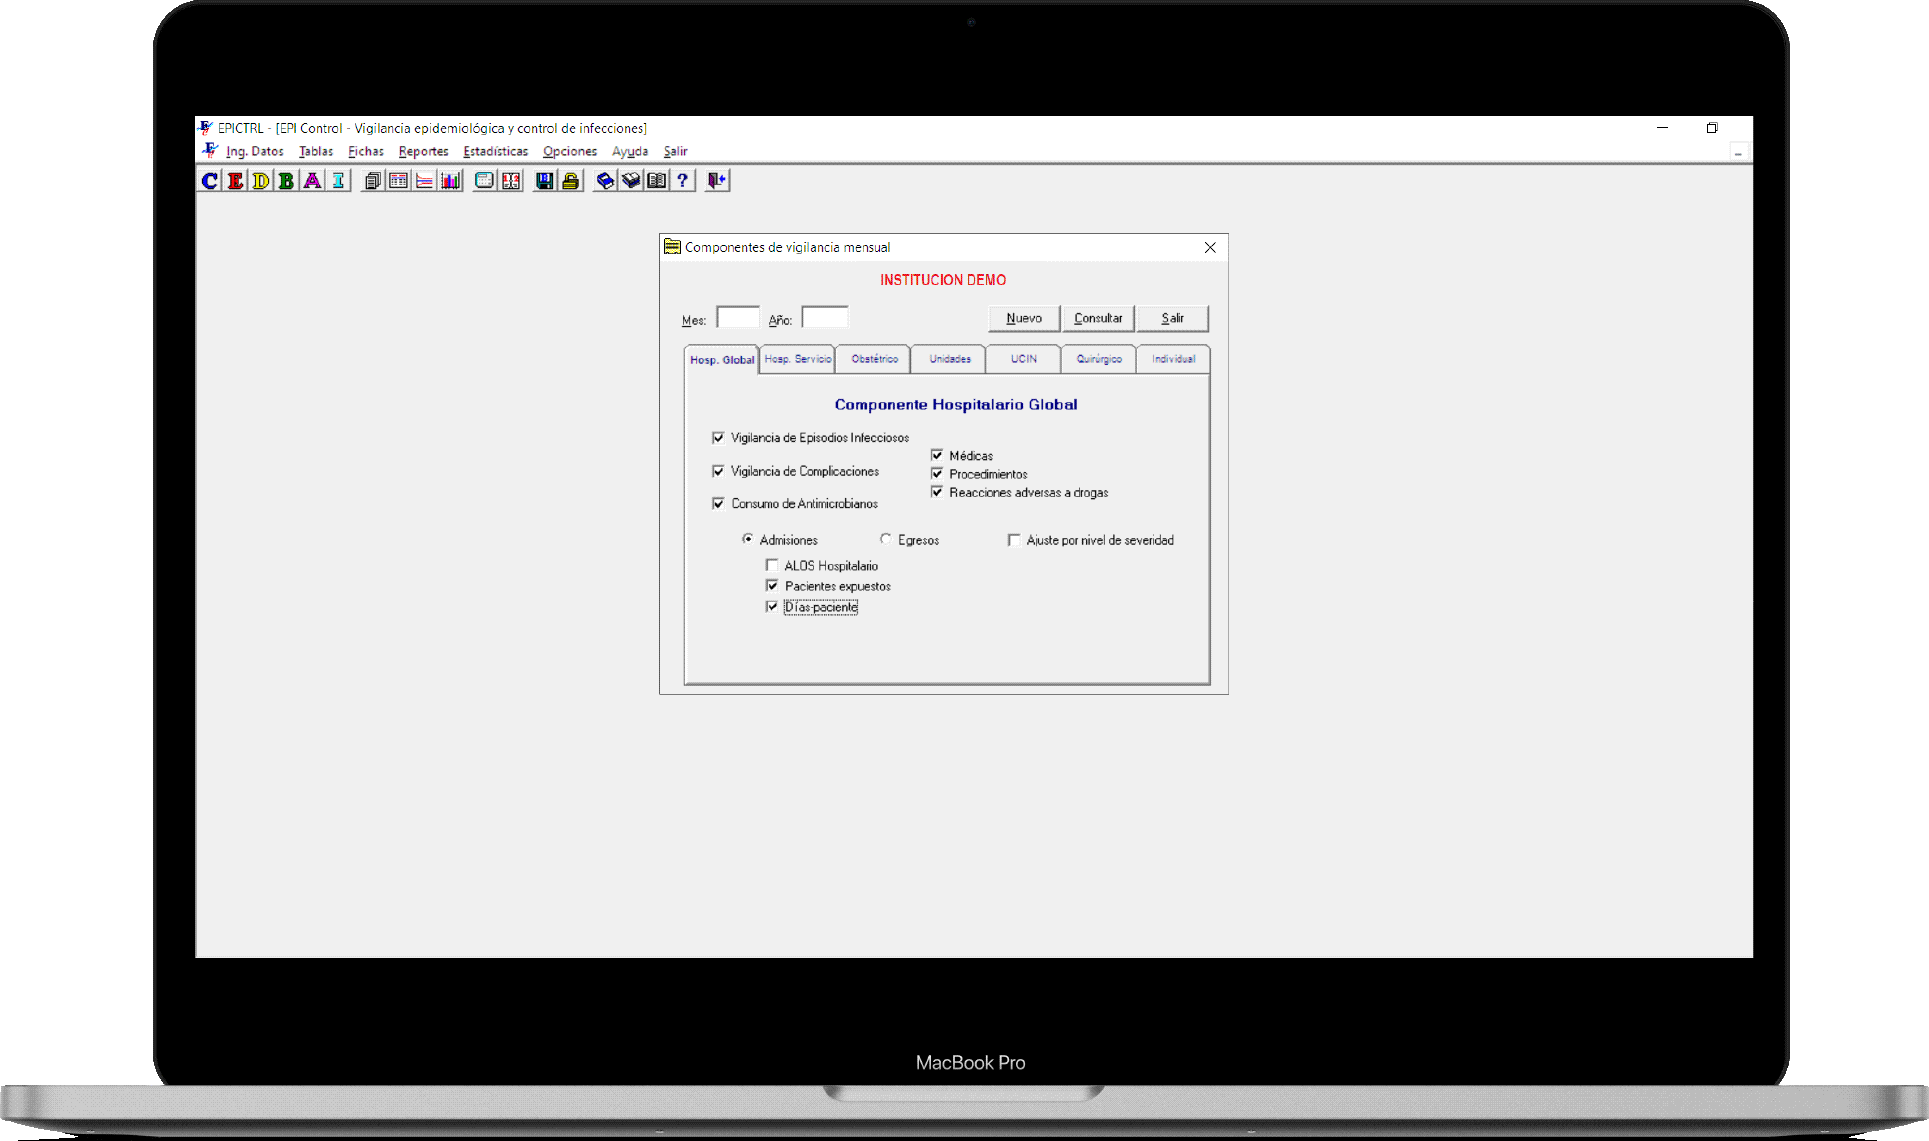 EPICTRL - [EPI Control - Vigilancia epidemiológica y control de infecciones]
Ing. Datos Tablas Fichas Reportes Estadísticas Opciones Ayuda Salir
C E D B A I ?
Componentes de vigilancia mensual
INSTITUCION DEMO
Mes: Año: Nuevo Consultar Salir
Hosp. Global Hosp. Servicio Obstétrico Unidades UCIN Quirúrgico Individual
Componente Hospitalario Global
Vigilancia de Episodios Infecciosos
Médicas
Vigilancia de Complicaciones
Procedimientos
Reacciones adversas a drogas
Consumo de Antimicrobianos
Admisiones Egresos Ajuste por nivel de severidad
ALOS Hospitalario
Pacientes expuestos
Días-paciente
MacBook Pro